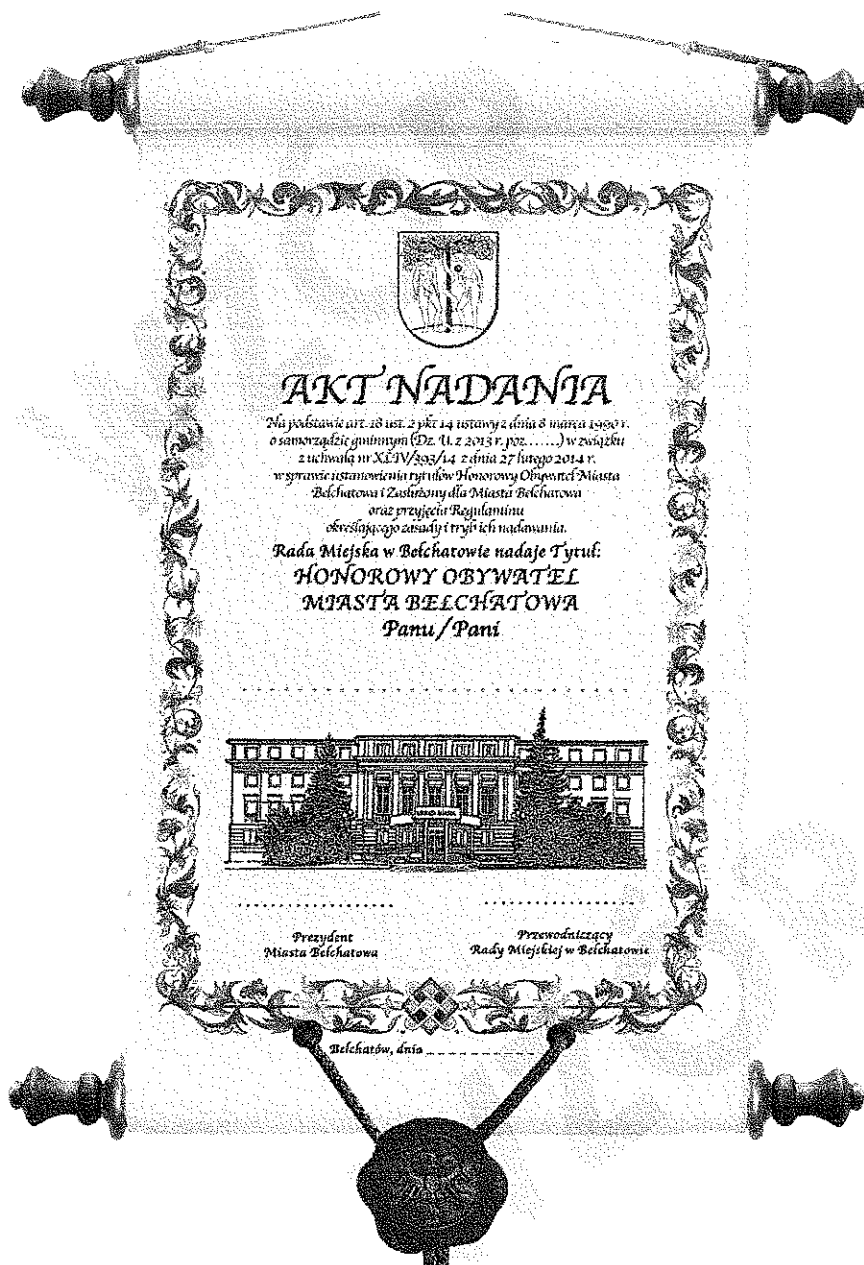 AKT NADANIA
Na podstawie art. 18 ust. 2 pkt 14 ustawy z dnia 8 marca 1990 r.
o samorządzie gminnym (Dz. U. z 2013 r. poz.......) w związku
z uchwałą nr XLIV/393/14 z dnia 27 lutego 2014 r.
w sprawie ustanowienia tytułów Honorowy Obywatel Miasta
Bełchatowa i Zasłużony dla Miasta Bełchatowa
oraz przyjęcia Regulaminu
określającego zasady i tryb ich nadawania.
Rada Miejska w Bełchatowie nadaje Tytuł:
HONOROWY OBYWATEL
MIASTA BEŁCHATOWA
Panu/Pani
Prezydent
Miasta Bełchatowa
Przewodniczący
Rady Miejskiej w Bełchatowie
Bełchatów, dnia